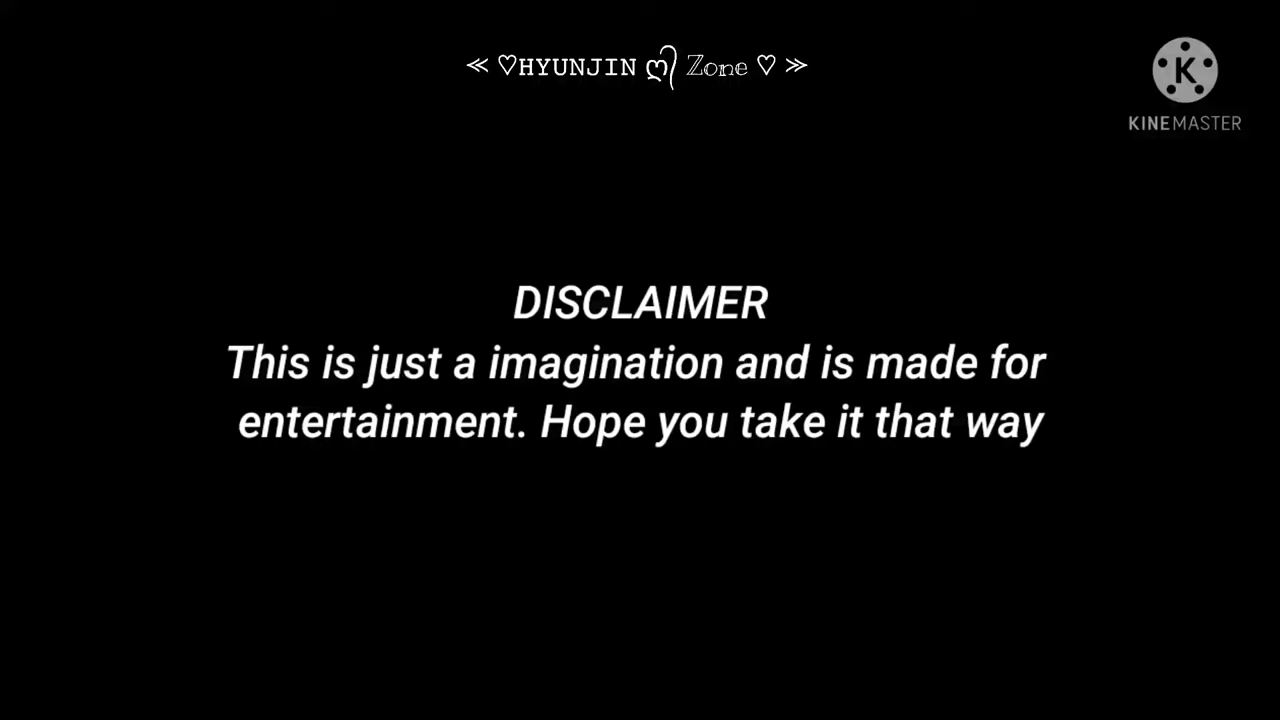 ≪ ♡HYUNJIN ღ᭄ Zone ♡ ≫
KINEMASTER
DISCLAIMER
This is just a imagination and is made for
entertainment. Hope you take it that way